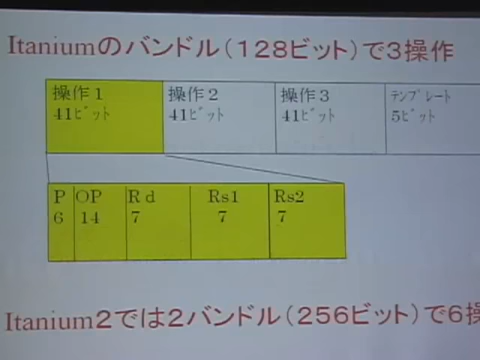 Itaniumのバンドル（128ビット）で3操作
操作1 操作2 操作3 テンプレート
41ビット 41ビット 41ビット 5ビット
P OP Rd Rs1 Rs2
6 14 7 7 7
Itanium2では2バンドル（256ビット）で6操